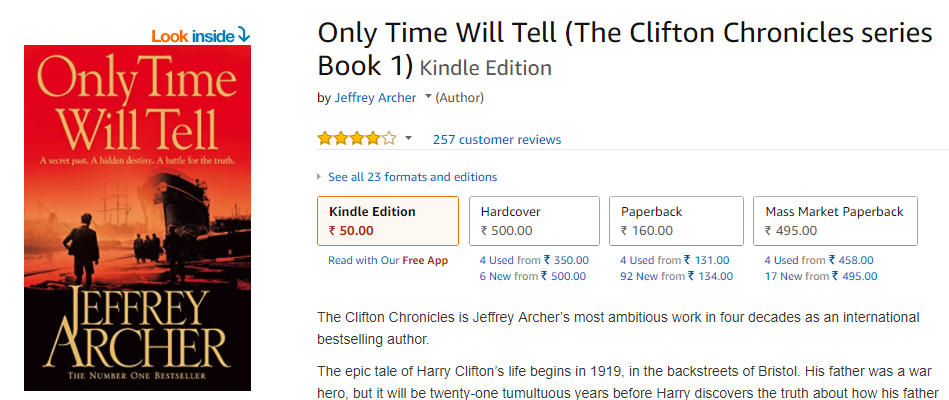 Look inside
Only Time
Will Tell
A secret past. A hidden destiny. A battle for the truth.
JEFFREY
ARCHER
THE NUMBER ONE BESTSELLER
Only Time Will Tell (The Clifton Chronicles series
Book 1) Kindle Edition
by Jeffrey Archer (Author)
257 customer reviews
See all 23 formats and editions
Kindle Edition
₹ 50.00
Read with Our Free App
Hardcover
₹ 500.00
4 Used from ₹ 350.00
6 New from ₹ 500.00
Paperback
₹ 160.00
4 Used from ₹ 131.00
92 New from ₹ 134.00
Mass Market Paperback
₹ 495.00
4 Used from ₹ 458.00
17 New from ₹ 495.00
The Clifton Chronicles is Jeffrey Archer’s most ambitious work in four decades as an international
bestselling author.
The epic tale of Harry Clifton’s life begins in 1919, in the backstreets of Bristol. His father was a war
hero, but it will be twenty-one tumultuous years before Harry discovers the truth about how his father